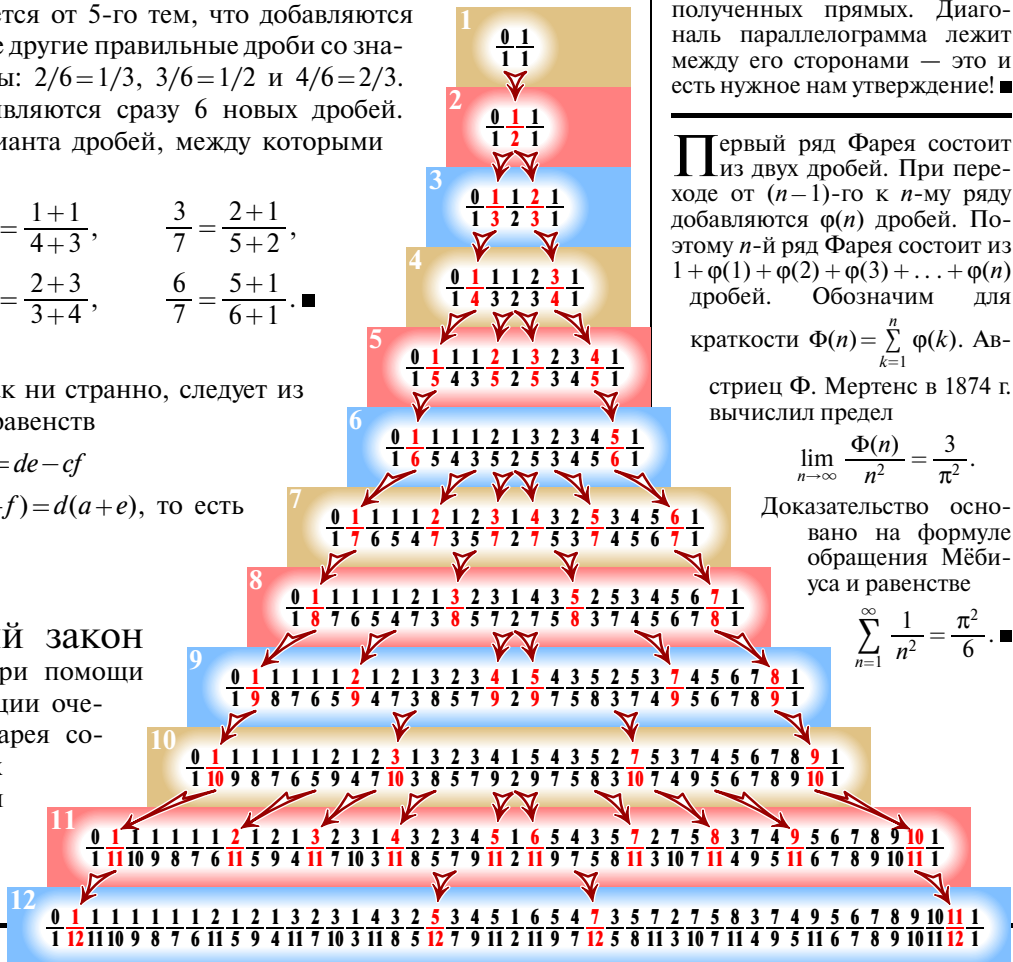 ется от 5-го тем, что добавляются
е другие правильные дроби со зна-
ы: 2/6=1/3, 3/6=1/2 и 4/6=2/3.
вляются сразу 6 новых дробей.
ианта дробей, между которыми
= (1+1)/(4+3), 3/7 = (2+1)/(5+2),
= (2+3)/(3+4), 6/7 = (5+1)/(6+1). ■
к ни странно, следует из
равенств
=de−cf
f)=d(a+e), то есть
й закон
ри помощи
ции оче-
арея со-
1
0 1
1 1
2
0 1 1
1 2 1
3
0 1 1 2 1
1 3 2 3 1
4
0 1 1 1 2 3 1
1 4 3 2 3 4 1
5
0 1 1 1 2 1 3 2 3 4 1
1 5 4 3 5 2 5 3 4 5 1
6
0 1 1 1 1 2 1 3 2 3 4 5 1
1 6 5 4 3 5 2 5 3 4 5 6 1
7
0 1 1 1 1 2 1 2 3 1 4 3 2 5 3 4 5 6 1
1 7 6 5 4 7 3 5 7 2 7 5 3 7 4 5 6 7 1
8
0 1 1 1 1 1 2 1 3 2 3 1 4 3 5 2 5 3 4 5 6 7 1
1 8 7 6 5 4 7 3 8 5 7 2 7 5 8 3 7 4 5 6 7 8 1
9
0 1 1 1 1 1 2 1 2 1 3 2 3 4 1 5 4 3 5 2 5 3 7 4 5 6 7 8 1
1 9 8 7 6 5 9 4 7 3 8 5 7 9 2 9 7 5 8 3 7 4 9 5 6 7 8 9 1
10
0 1 1 1 1 1 1 2 1 2 3 1 3 2 3 4 1 5 4 3 5 2 7 5 3 7 4 5 6 7 8 9 1
1 10 9 8 7 6 5 9 4 7 10 3 8 5 7 9 2 9 7 5 8 3 10 7 4 9 5 6 7 8 9 10 1
11
0 1 1 1 1 1 1 2 1 2 1 3 2 3 1 4 3 2 3 4 5 1 6 5 4 3 5 7 2 7 5 8 3 7 4 9 5 6 7 8 9 10 1
1 11 10 9 8 7 6 11 5 9 4 11 7 10 3 11 8 5 7 9 11 2 11 9 7 5 8 11 3 10 7 11 4 9 5 11 6 7 8 9 10 11 1
12
0 1 1 1 1 1 1 1 2 1 2 1 3 2 3 1 4 3 2 5 3 4 5 1 6 5 4 7 3 5 7 2 7 5 8 3 7 4 9 5 6 7 8 9 10 11 1
1 12 11 10 9 8 7 6 11 5 9 4 11 7 10 3 11 8 5 12 7 9 11 2 11 9 7 12 5 8 11 3 10 7 11 4 9 5 11 6 7 8 9 10 11 12 1
полученных прямых. Диаго-
наль параллелограмма лежит
между его сторонами — это и
есть нужное нам утверждение! ■
Первый ряд Фарея состоит
из двух дробей. При пере-
ходе от (n−1)-го к n-му ряду
добавляются φ(n) дробей. По-
этому n-й ряд Фарея состоит из
1+φ(1)+φ(2)+φ(3)+…+φ(n)
дробей. Обозначим для
краткости Φ(n)= ∑_{k=1}^{n} φ(k). Ав-
стриец Ф. Мертенс в 1874 г.
вычислил предел
lim_{n→∞} Φ(n)/n² = 3/π².
Доказательство осно-
вано на формуле
обращения Мёби-
уса и равенстве
∑_{n=1}^{∞} 1/n² = π²/6. ■